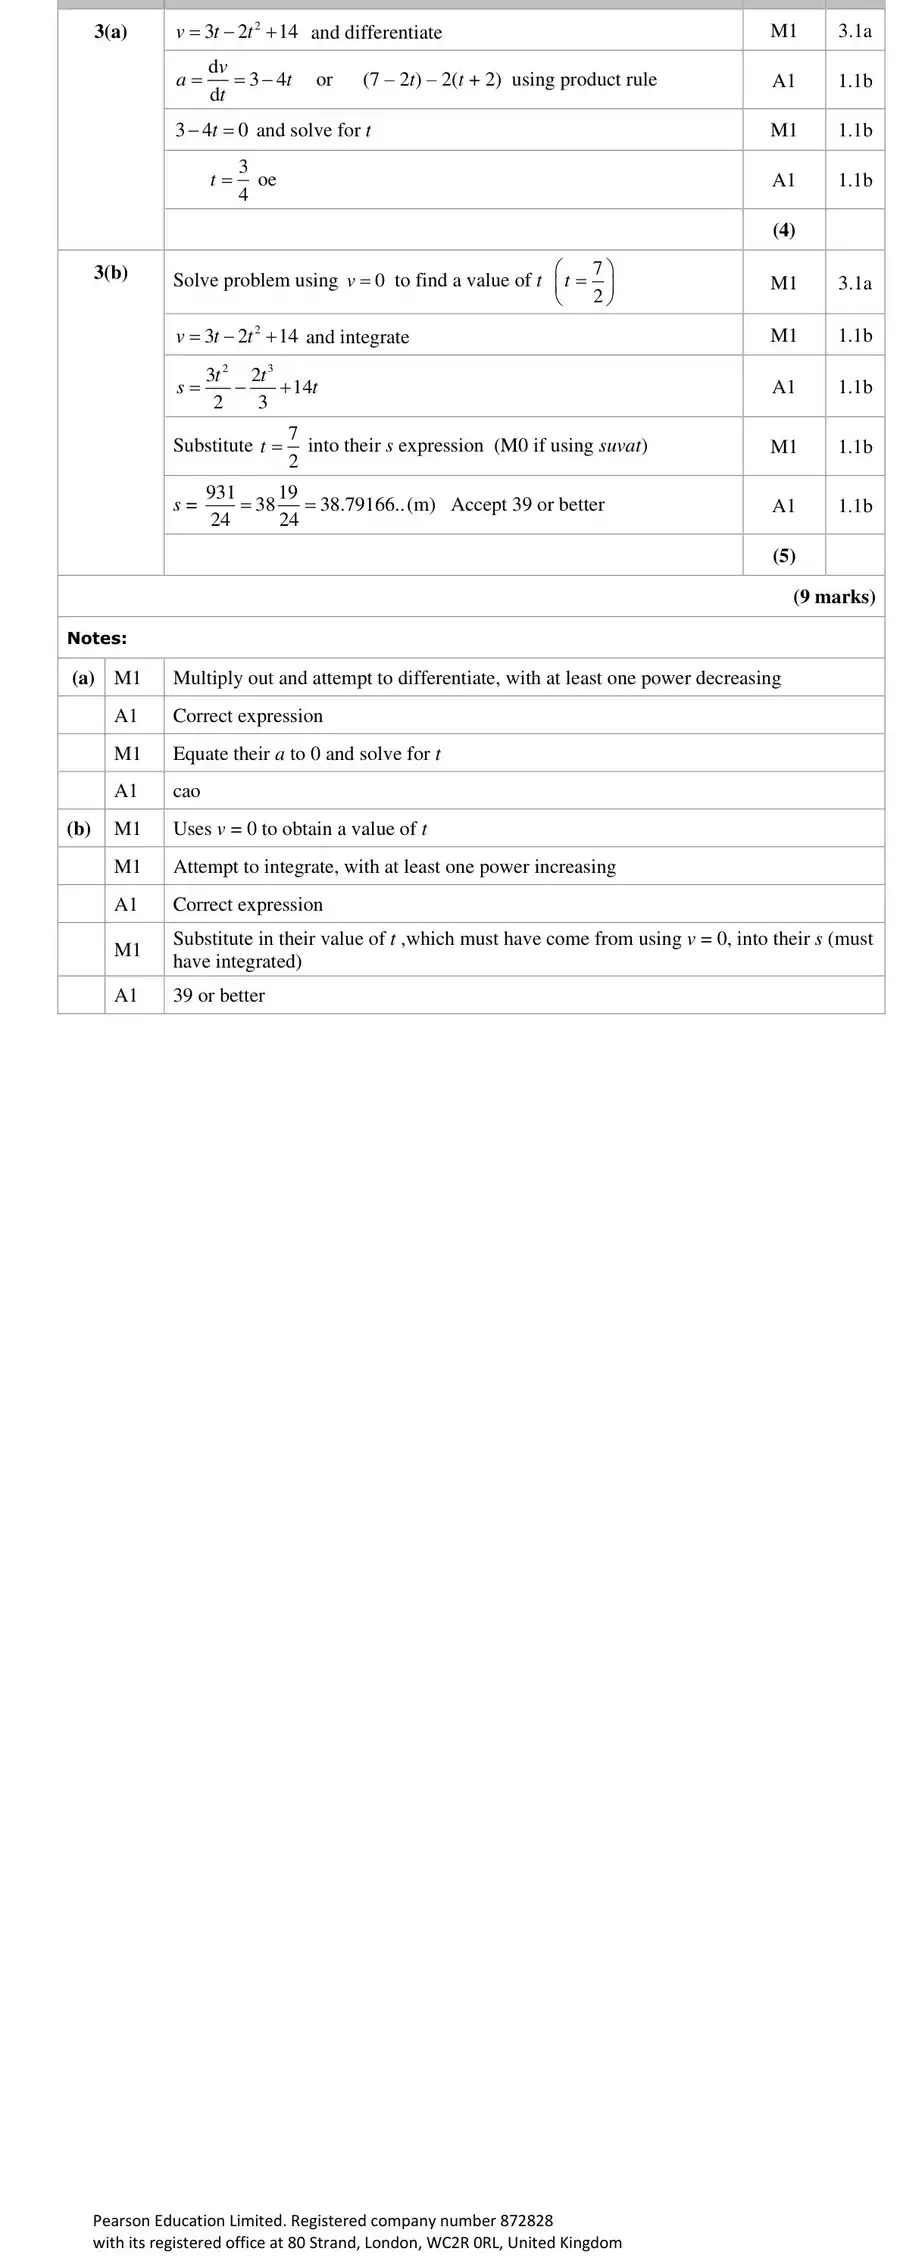 3(a) v = 3t − 2t² + 14 and differentiate M1 3.1a
a = dv/dt = 3 − 4t or (7 – 2t) – 2(t + 2) using product rule A1 1.1b
3 − 4t = 0 and solve for t M1 1.1b
t = 3/4 oe A1 1.1b
(4)
3(b) Solve problem using v = 0 to find a value of t (t = 7/2) M1 3.1a
v = 3t − 2t² + 14 and integrate M1 1.1b
s = 3t²/2 − 2t³/3 + 14t A1 1.1b
Substitute t = 7/2 into their s expression (M0 if using suvat) M1 1.1b
s = 931/24 = 38 19/24 = 38.79166..(m) Accept 39 or better A1 1.1b
(5)
(9 marks)
Notes:
(a) M1 Multiply out and attempt to differentiate, with at least one power decreasing
A1 Correct expression
M1 Equate their a to 0 and solve for t
A1 cao
(b) M1 Uses v = 0 to obtain a value of t
M1 Attempt to integrate, with at least one power increasing
A1 Correct expression
M1 Substitute in their value of t ,which must have come from using v = 0, into their s (must
have integrated)
A1 39 or better
Pearson Education Limited. Registered company number 872828
with its registered office at 80 Strand, London, WC2R 0RL, United Kingdom